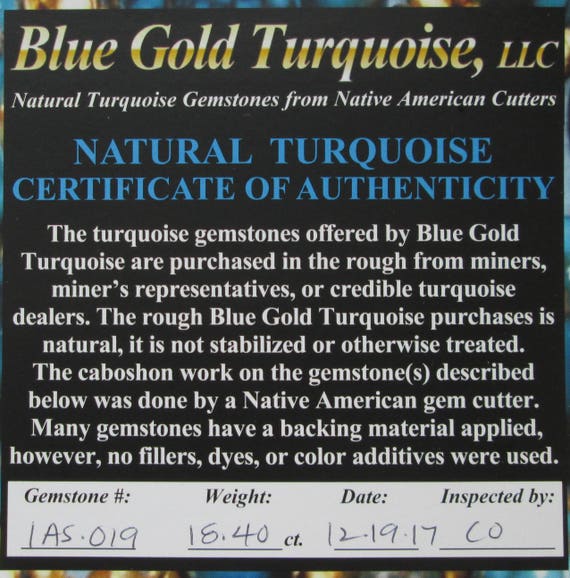 Blue Gold Turquoise, LLC
Natural Turquoise Gemstones from Native American Cutters
NATURAL TURQUOISE
CERTIFICATE OF AUTHENTICITY
The turquoise gemstones offered by Blue Gold
Turquoise are purchased in the rough from miners,
miner's representatives, or credible turquoise
dealers. The rough Blue Gold Turquoise purchases is
natural, it is not stabilized or otherwise treated.
The caboshon work on the gemstone(s) described
below was done by a Native American gem cutter.
Many gemstones have a backing material applied,
however, no fillers, dyes, or color additives were used.
Gemstone #: Weight: Date: Inspected by:
IAS.019 18.40 ct. 12.19.17 CO